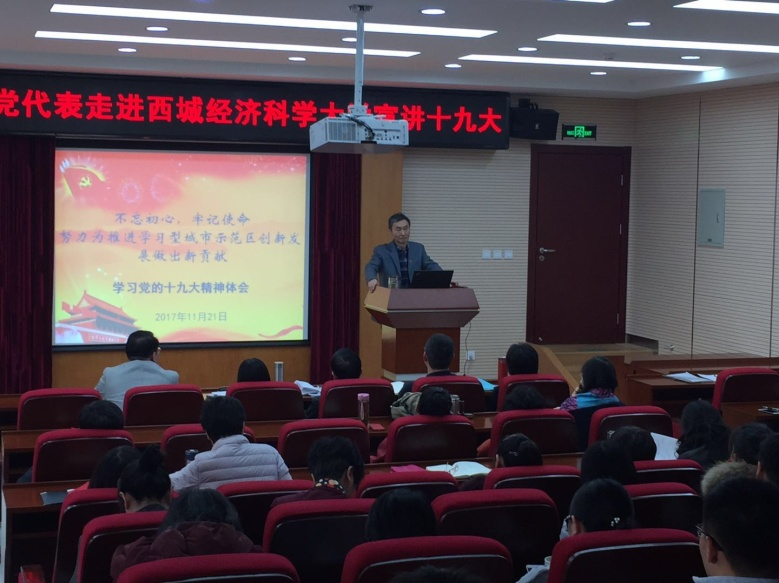 党代表走进西城经济科学大学宣讲十九大
不忘初心，牢记使命
努力为推进学习型城市示范区创新发
展做出新贡献
学习党的十九大精神体会
2017年11月21日